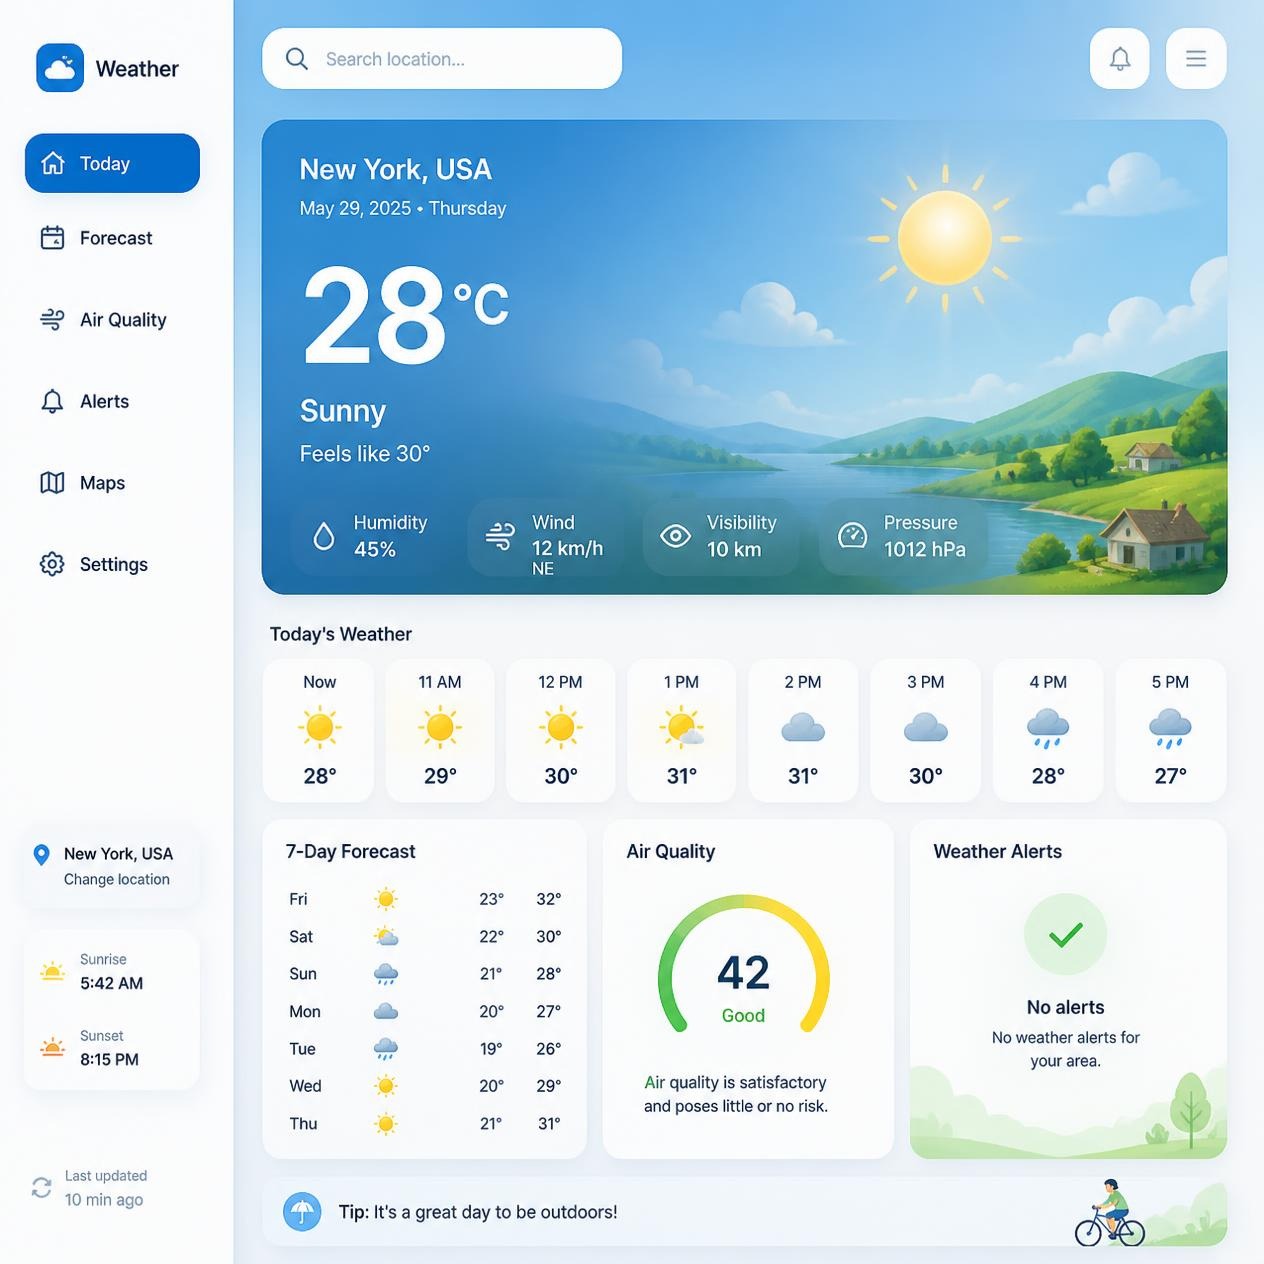 Weather
Today
Forecast
Air Quality
Alerts
Maps
Settings
New York, USA
Change location
Sunrise
5:42 AM
Sunset
8:15 PM
Last updated
10 min ago
Search location...
New York, USA
May 29, 2025 • Thursday
28°C
Sunny
Feels like 30°
Humidity
45%
Wind
12 km/h
NE
Visibility
10 km
Pressure
1012 hPa
Today's Weather
Now
28°
11 AM
29°
12 PM
30°
1 PM
31°
2 PM
31°
3 PM
30°
4 PM
28°
5 PM
27°
7-Day Forecast
Fri 23° 32°
Sat 22° 30°
Sun 21° 28°
Mon 20° 27°
Tue 19° 26°
Wed 20° 29°
Thu 21° 31°
Air Quality
42
Good
Air quality is satisfactory
and poses little or no risk.
Weather Alerts
No alerts
No weather alerts for
your area.
Tip: It's a great day to be outdoors!